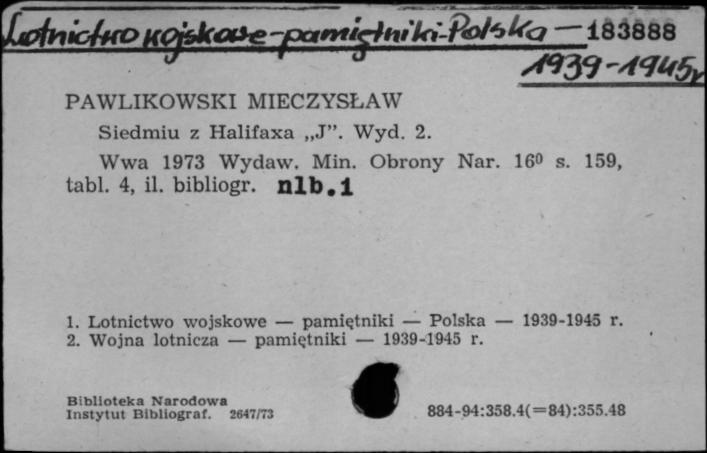 Lotnictwo wojskowe-pamiętniki-Polska — 183888
1939-1945r
PAWLIKOWSKI MIECZYSŁAW
Siedmiu z Halifaxa „J”. Wyd. 2.
Wwa 1973 Wydaw. Min. Obrony Nar. 16⁰ s. 159,
tabl. 4, il. bibliogr. nlb.1
1. Lotnictwo wojskowe — pamiętniki — Polska — 1939-1945 r.
2. Wojna lotnicza — pamiętniki — 1939-1945 r.
Biblioteka Narodowa
Instytut Bibliograf. 2647/73
884-94:358.4(=84):355.48